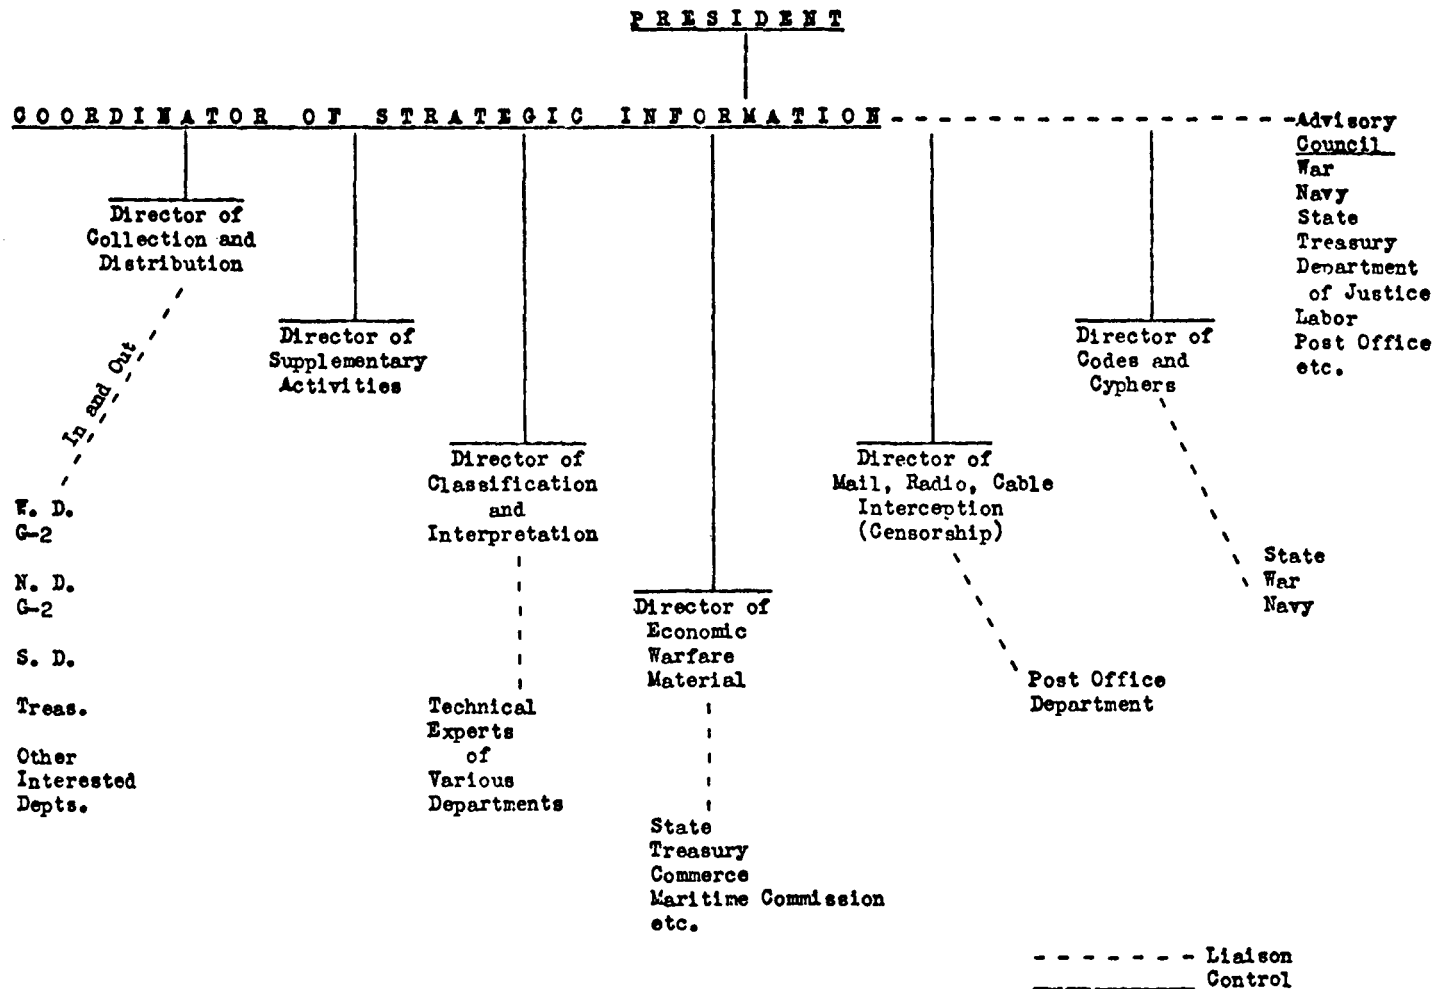 PRESIDENT
COORDINATOR OF STRATEGIC INFORMATION
Advisory
Council
War
Navy
State
Treasury
Department
of Justice
Labor
Post Office
etc.
Director of
Collection and
Distribution
In and Out
W. D.
G-2
N. D.
G-2
S. D.
Treas.
Other
Interested
Depts.
Director of
Supplementary
Activities
Director of
Classification
and
Interpretation
Technical
Experts
of
Various
Departments
Director of
Economic
Warfare
Material
State
Treasury
Commerce
Maritime Commission
etc.
Director of
Mail, Radio, Cable
Interception
(Censorship)
Post Office
Department
Director of
Codes and
Cyphers
State
War
Navy
Liaison
Control